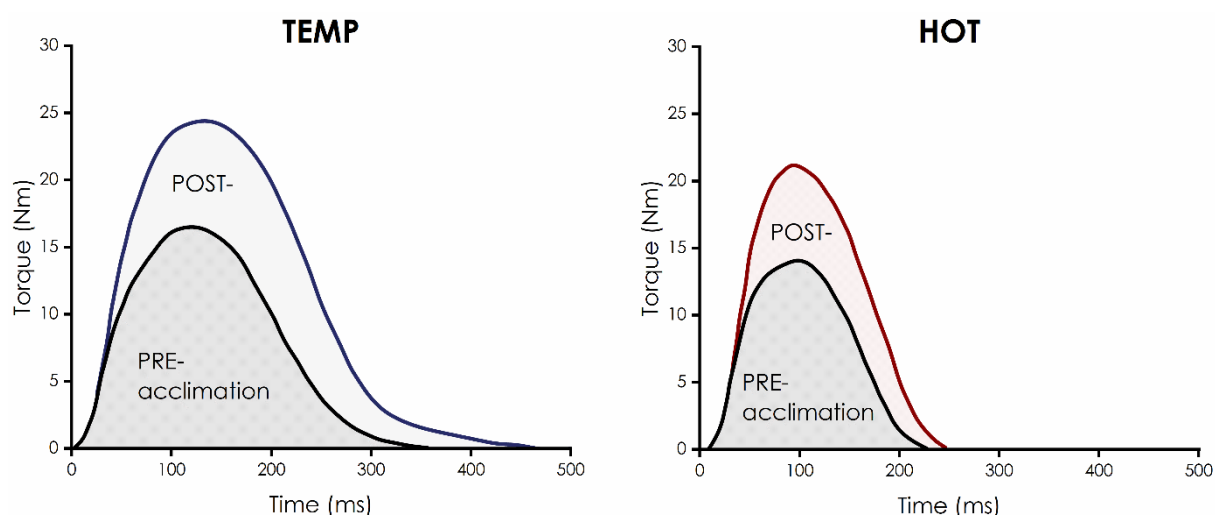 TEMP
30
25
20
15
10
5
0
Torque (Nm)
POST-
PRE-
acclimation
0 100 200 300 400 500
Time (ms)
HOT
30
25
20
15
10
5
0
Torque (Nm)
POST-
PRE-
acclimation
0 100 200 300 400 500
Time (ms)